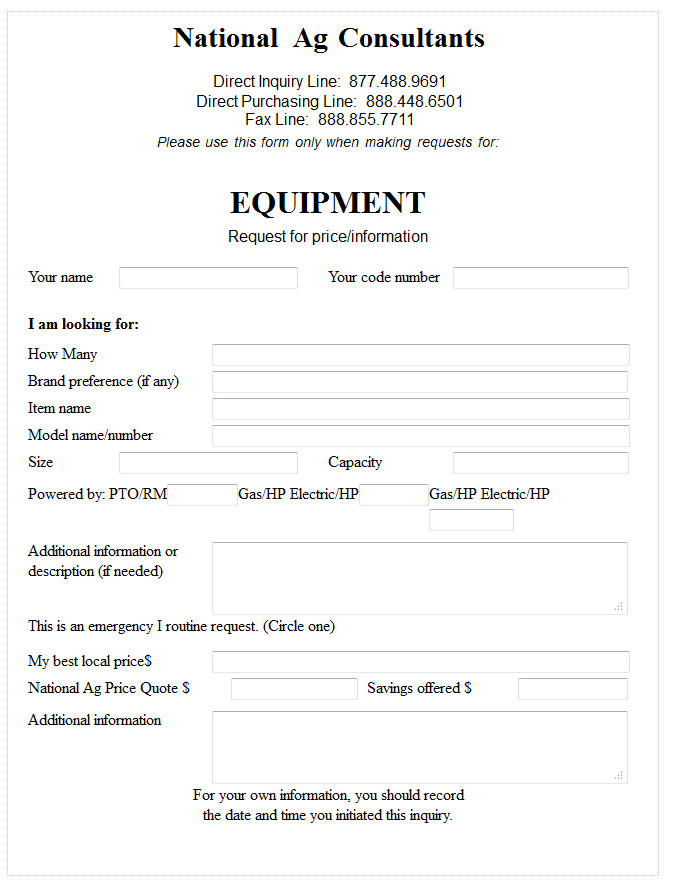 National Ag Consultants
Direct Inquiry Line: 877.488.9691
Direct Purchasing Line: 888.448.6501
Fax Line: 888.855.7711
Please use this form only when making requests for:
EQUIPMENT
Request for price/information
Your name Your code number
I am looking for:
How Many
Brand preference (if any)
Item name
Model name/number
Size Capacity
Powered by: PTO/RM Gas/HP Electric/HP Gas/HP Electric/HP
Additional information or
description (if needed)
This is an emergency I routine request. (Circle one)
My best local price$
National Ag Price Quote $ Savings offered $
Additional information
For your own information, you should record
the date and time you initiated this inquiry.